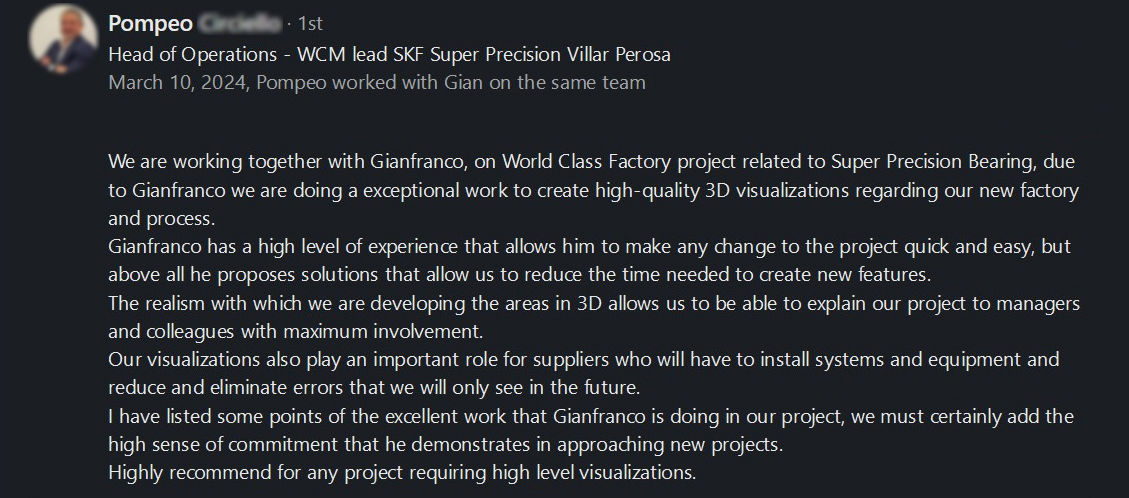 Pompeo · 1st
Head of Operations - WCM lead SKF Super Precision Villar Perosa
March 10, 2024, Pompeo worked with Gian on the same team
We are working together with Gianfranco, on World Class Factory project related to Super Precision Bearing, due
to Gianfranco we are doing a exceptional work to create high-quality 3D visualizations regarding our new factory
and process.
Gianfranco has a high level of experience that allows him to make any change to the project quick and easy, but
above all he proposes solutions that allow us to reduce the time needed to create new features.
The realism with which we are developing the areas in 3D allows us to be able to explain our project to managers
and colleagues with maximum involvement.
Our visualizations also play an important role for suppliers who will have to install systems and equipment and
reduce and eliminate errors that we will only see in the future.
I have listed some points of the excellent work that Gianfranco is doing in our project, we must certainly add the
high sense of commitment that he demonstrates in approaching new projects.
Highly recommend for any project requiring high level visualizations.